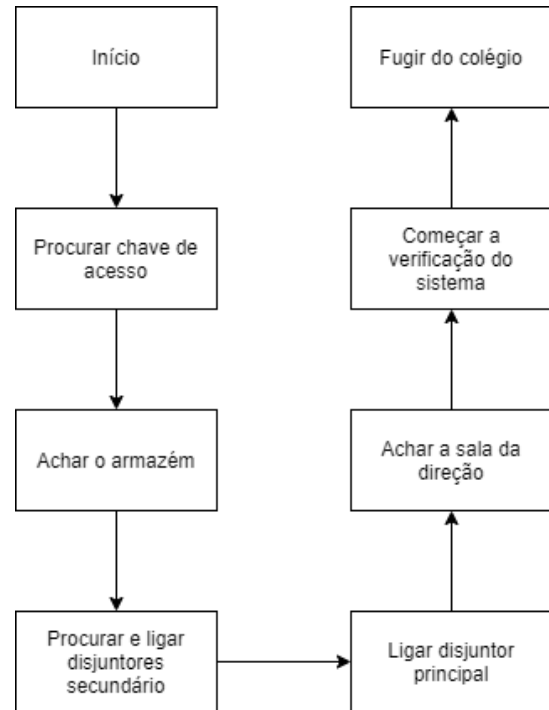 Início
Procurar chave de
acesso
Achar o armazém
Procurar e ligar
disjuntores
secundário
Ligar disjuntor
principal
Achar a sala da
direção
Começar a
verificação do
sistema
Fugir do colégio